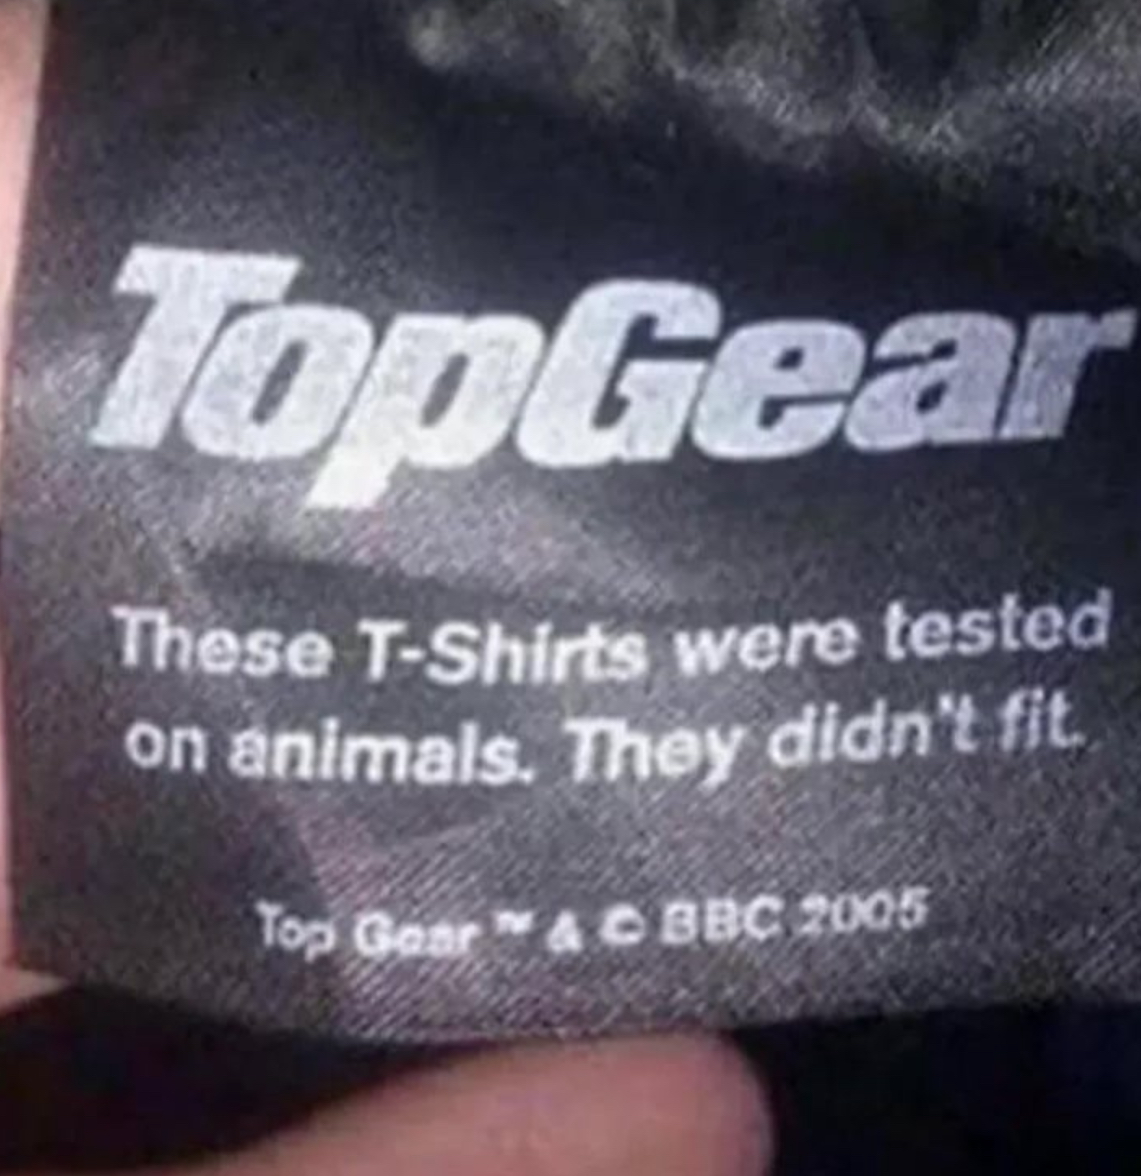 TopGear
These T-Shirts were tested
on animals. They didn't fit.
Top Gear ™ & © BBC 2005